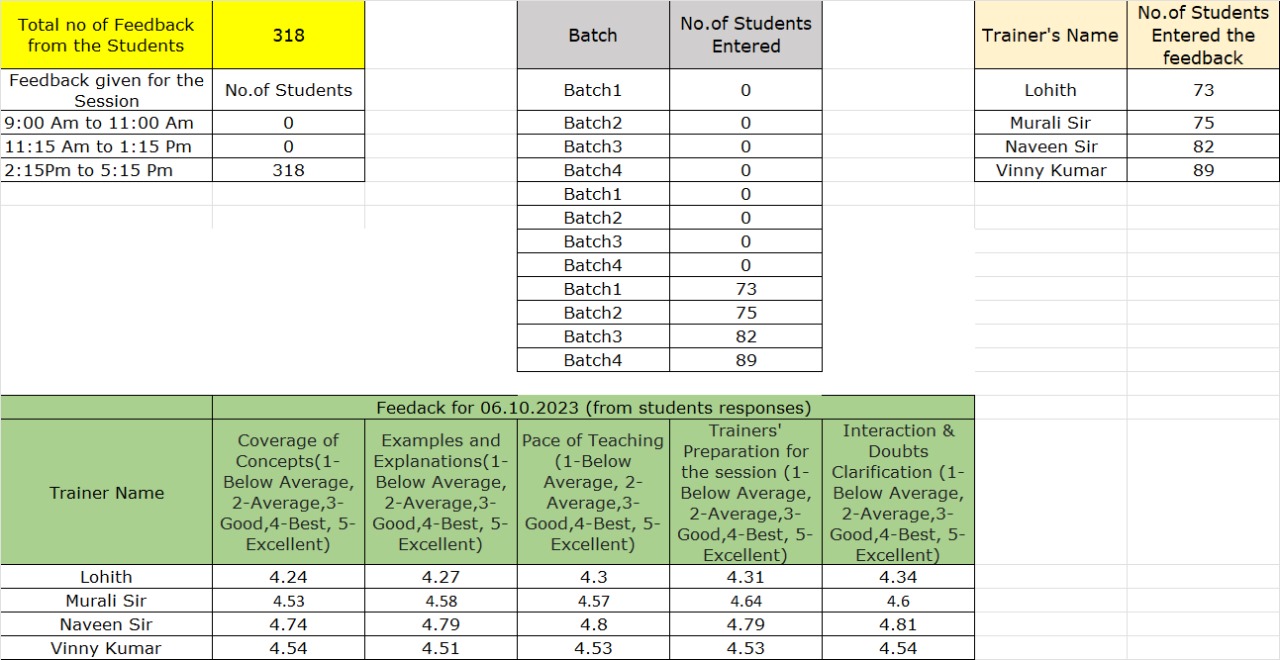 Total no of Feedback
from the Students
318
Feedback given for the
Session
No.of Students
9:00 Am to 11:00 Am 0
11:15 Am to 1:15 Pm 0
2:15Pm to 5:15 Pm 318
Batch
No.of Students
Entered
Batch1 0
Batch2 0
Batch3 0
Batch4 0
Batch1 0
Batch2 0
Batch3 0
Batch4 0
Batch1 73
Batch2 75
Batch3 82
Batch4 89
Trainer's Name
No.of Students
Entered the
feedback
Lohith 73
Murali Sir 75
Naveen Sir 82
Vinny Kumar 89
Feedack for 06.10.2023 (from students responses)
Trainer Name
Coverage of
Concepts(1-
Below Average,
2-Average,3-
Good,4-Best, 5-
Excellent)
Examples and
Explanations(1-
Below Average,
2-Average,3-
Good,4-Best, 5-
Excellent)
Pace of Teaching
(1-Below
Average, 2-
Average,3-
Good,4-Best, 5-
Excellent)
Trainers'
Preparation for
the session (1-
Below Average,
2-Average,3-
Good,4-Best, 5-
Excellent)
Interaction &
Doubts
Clarification (1-
Below Average,
2-Average,3-
Good,4-Best, 5-
Excellent)
Lohith 4.24 4.27 4.3 4.31 4.34
Murali Sir 4.53 4.58 4.57 4.64 4.6
Naveen Sir 4.74 4.79 4.8 4.79 4.81
Vinny Kumar 4.54 4.51 4.53 4.53 4.54